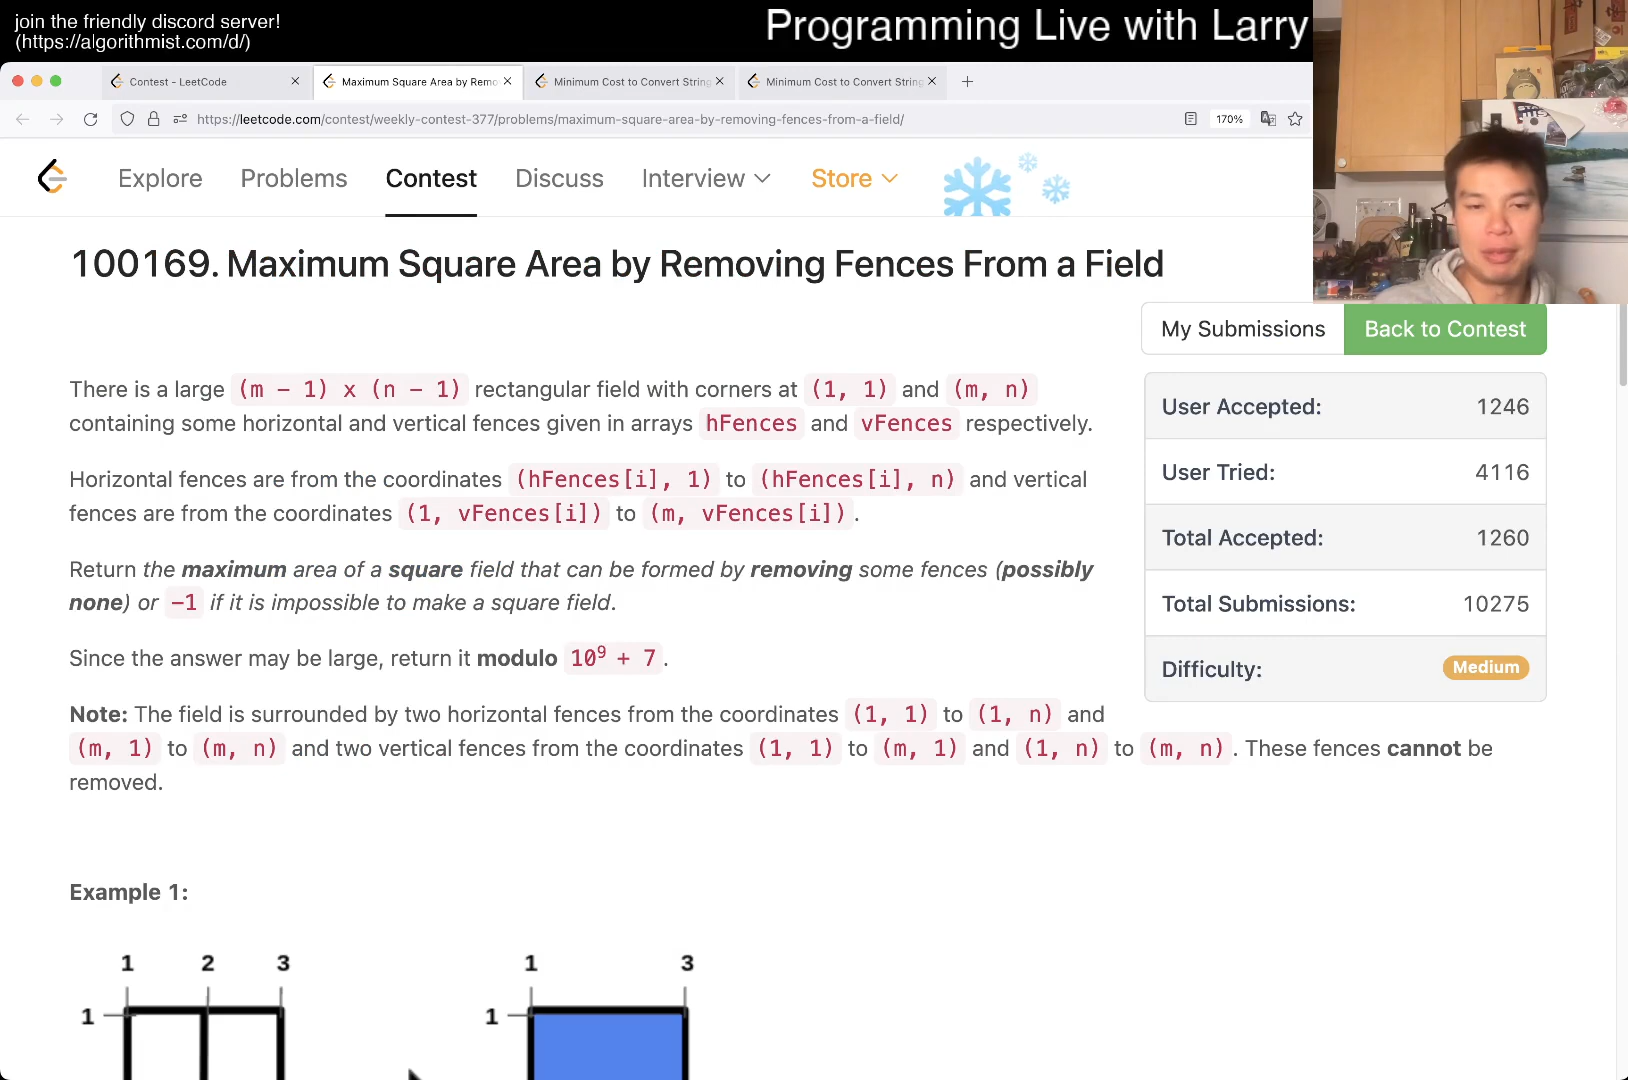 join the friendly discord server!
(https://algorithmist.com/d/)
Programming Live with Larry
Contest - LeetCode
Maximum Square Area by Remo
Minimum Cost to Convert String
Minimum Cost to Convert String
https://leetcode.com/contest/weekly-contest-377/problems/maximum-square-area-by-removing-fences-from-a-field/
170%
Explore Problems Contest Discuss Interview Store
100169. Maximum Square Area by Removing Fences From a Field
My Submissions Back to Contest
User Accepted: 1246
User Tried: 4116
Total Accepted: 1260
Total Submissions: 10275
Difficulty: Medium
There is a large (m - 1) x (n - 1) rectangular field with corners at (1, 1) and (m, n)
containing some horizontal and vertical fences given in arrays hFences and vFences respectively.
Horizontal fences are from the coordinates (hFences[i], 1) to (hFences[i], n) and vertical
fences are from the coordinates (1, vFences[i]) to (m, vFences[i]).
Return the maximum area of a square field that can be formed by removing some fences (possibly
none) or -1 if it is impossible to make a square field.
Since the answer may be large, return it modulo 10⁹ + 7.
Note: The field is surrounded by two horizontal fences from the coordinates (1, 1) to (1, n) and
(m, 1) to (m, n) and two vertical fences from the coordinates (1, 1) to (m, 1) and (1, n) to (m, n). These fences cannot be
removed.
Example 1:
1 2 3
1
1 3
1